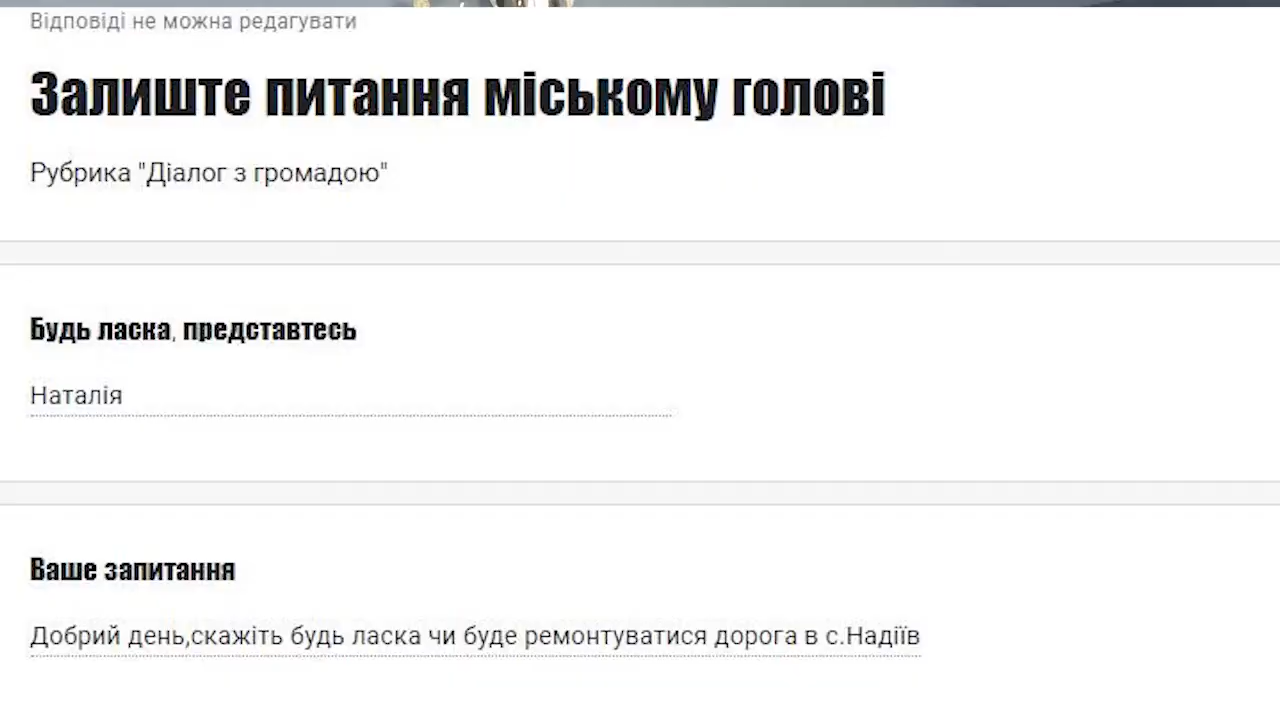 Відповіді не можна редагувати
Залиште питання міському голові
Рубрика "Діалог з громадою"
Будь ласка, представтесь
Наталія
Ваше запитання
Добрий день,скажіть будь ласка чи буде ремонтуватися дорога в с.Надіїв